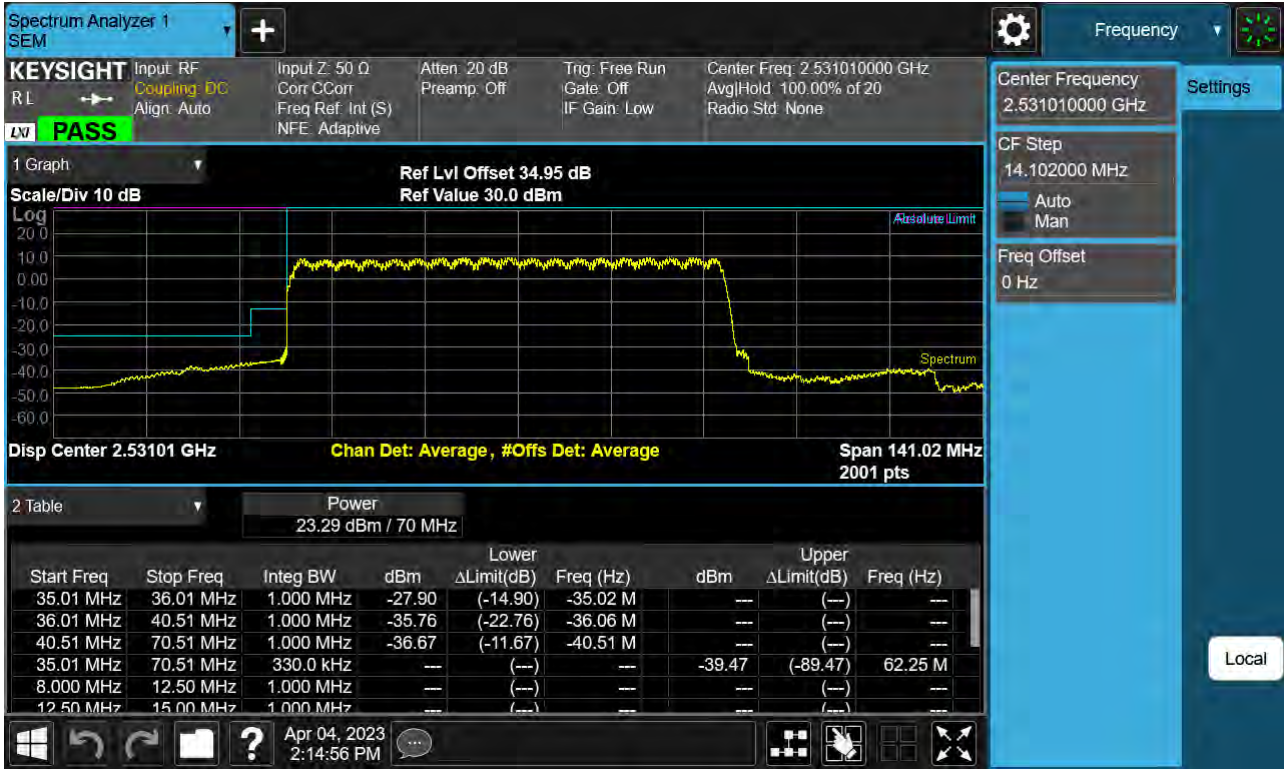 Spectrum Analyzer 1
SEM
+
Frequency
KEYSIGHT
RL
LXI PASS
Input: RF
Coupling: DC
Align: Auto
Input Z: 50 Ω
Corr CCorr
Freq Ref: Int (S)
NFE: Adaptive
Atten: 20 dB
Preamp: Off
Trig: Free Run
Gate: Off
IF Gain: Low
Center Freq: 2.531010000 GHz
Avg|Hold: 100.00% of 20
Radio Std: None
Center Frequency
2.531010000 GHz
Settings
CF Step
14.102000 MHz
Auto
Man
Freq Offset
0 Hz
Local
1 Graph
Scale/Div 10 dB
Ref Lvl Offset 34.95 dB
Ref Value 30.0 dBm
Log
20.0
10.0
0.00
-10.0
-20.0
-30.0
-40.0
-50.0
-60.0
Absolute Limit
Spectrum
Disp Center 2.53101 GHz Chan Det: Average, #Offs Det: Average Span 141.02 MHz
2001 pts
2 Table
Power
23.29 dBm / 70 MHz
Lower Upper
Start Freq Stop Freq Integ BW dBm ΔLimit(dB) Freq (Hz) dBm ΔLimit(dB) Freq (Hz)
35.01 MHz 36.01 MHz 1.000 MHz -27.90 (-14.90) -35.02 M --- (---) ---
36.01 MHz 40.51 MHz 1.000 MHz -35.76 (-22.76) -36.06 M --- (---) ---
40.51 MHz 70.51 MHz 1.000 MHz -36.67 (-11.67) -40.51 M --- (---) ---
35.01 MHz 70.51 MHz 330.0 kHz --- (---) --- -39.47 (-89.47) 62.25 M
8.000 MHz 12.50 MHz 1.000 MHz --- (---) --- --- (---) ---
12.50 MHz 15.00 MHz 1.000 MHz --- (---) --- --- (---) ---
?
Apr 04, 2023
2:14:56 PM